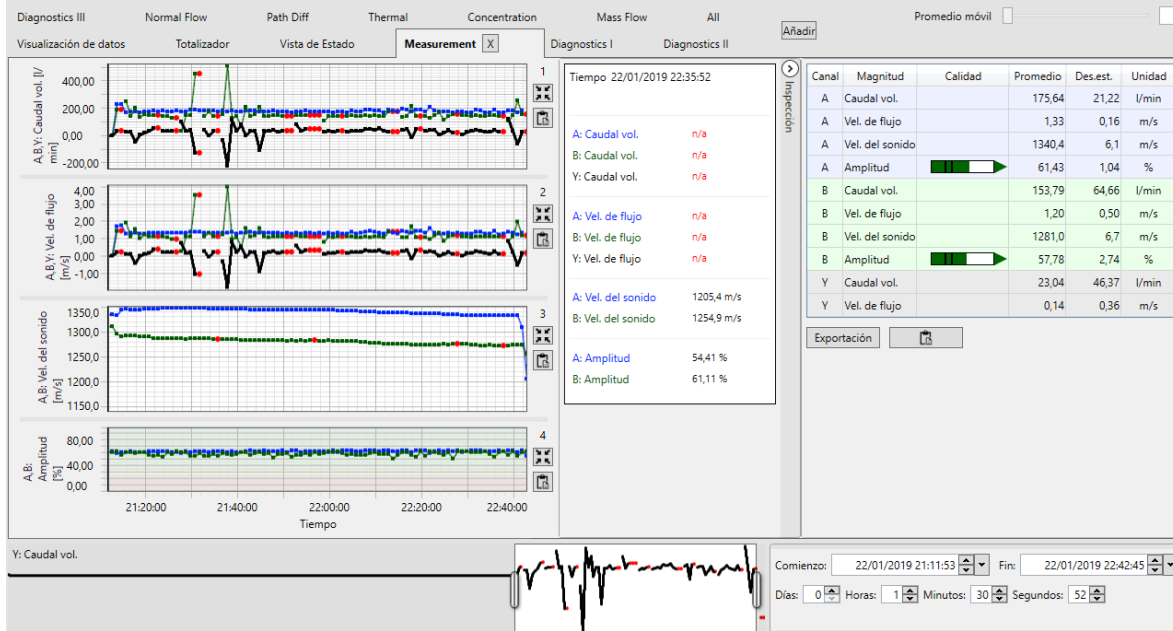 Diagnostics III Normal Flow Path Diff Thermal Concentration Mass Flow All Promedio móvil
Visualización de datos Totalizador Vista de Estado Measurement X Diagnostics I Diagnostics II Añadir
A,B,Y: Caudal vol. [l/min]
400,00
200,00
0,00
-200,00
1
A,B,Y: Vel. de flujo [m/s]
4,00
3,00
2,00
1,00
0,00
-1,00
2
A,B: Vel. del sonido [m/s]
1350,0
1300,0
1250,0
1200,0
1150,0
3
A,B: Amplitud [%]
80,00
40,00
0,00
4
21:20:00 21:40:00 22:00:00 22:20:00 22:40:00
Tiempo
Tiempo 22/01/2019 22:35:52
A: Caudal vol. n/a
B: Caudal vol. n/a
Y: Caudal vol. n/a
A: Vel. de flujo n/a
B: Vel. de flujo n/a
Y: Vel. de flujo n/a
A: Vel. del sonido 1205,4 m/s
B: Vel. del sonido 1254,9 m/s
A: Amplitud 54,41 %
B: Amplitud 61,11 %
Inspección
Canal Magnitud Calidad Promedio Des.est. Unidad
A Caudal vol. 175,64 21,22 l/min
A Vel. de flujo 1,33 0,16 m/s
A Vel. del sonido 1340,4 6,1 m/s
A Amplitud 61,43 1,04 %
B Caudal vol. 153,79 64,66 l/min
B Vel. de flujo 1,20 0,50 m/s
B Vel. del sonido 1281,0 6,7 m/s
B Amplitud 57,78 2,74 %
Y Caudal vol. 23,04 46,37 l/min
Y Vel. de flujo 0,14 0,36 m/s
Exportación
Y: Caudal vol.
Comienzo: 22/01/2019 21:11:53 Fin: 22/01/2019 22:42:45
Días: 0 Horas: 1 Minutos: 30 Segundos: 52